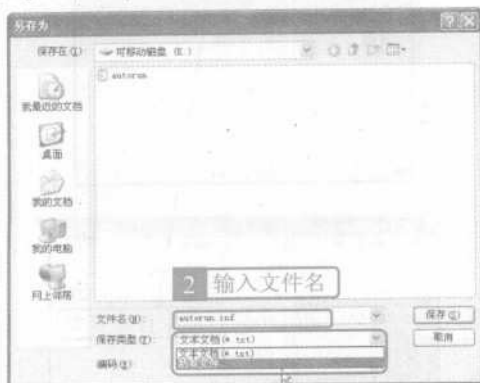 另存为
保存在(I):
可移动磁盘 (K:)
autorun
我最近的文档
桌面
我的文档
我的电脑
网上邻居
2 输入文件名
文件名(N):
autorun.inf
保存(S)
保存类型(T):
文本文档(*.txt)
取消
文本文档(*.txt)
所有文件
编码(E):